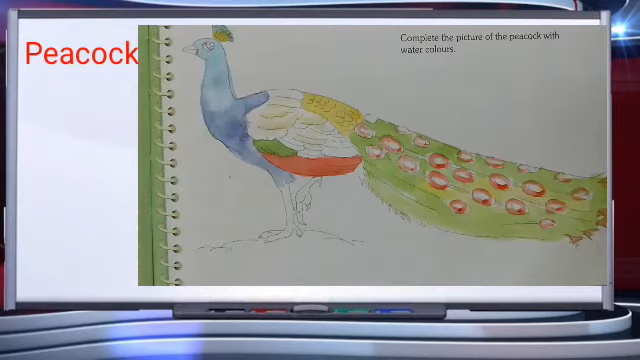 Peacock
Complete the picture of the peacock with
water colours.